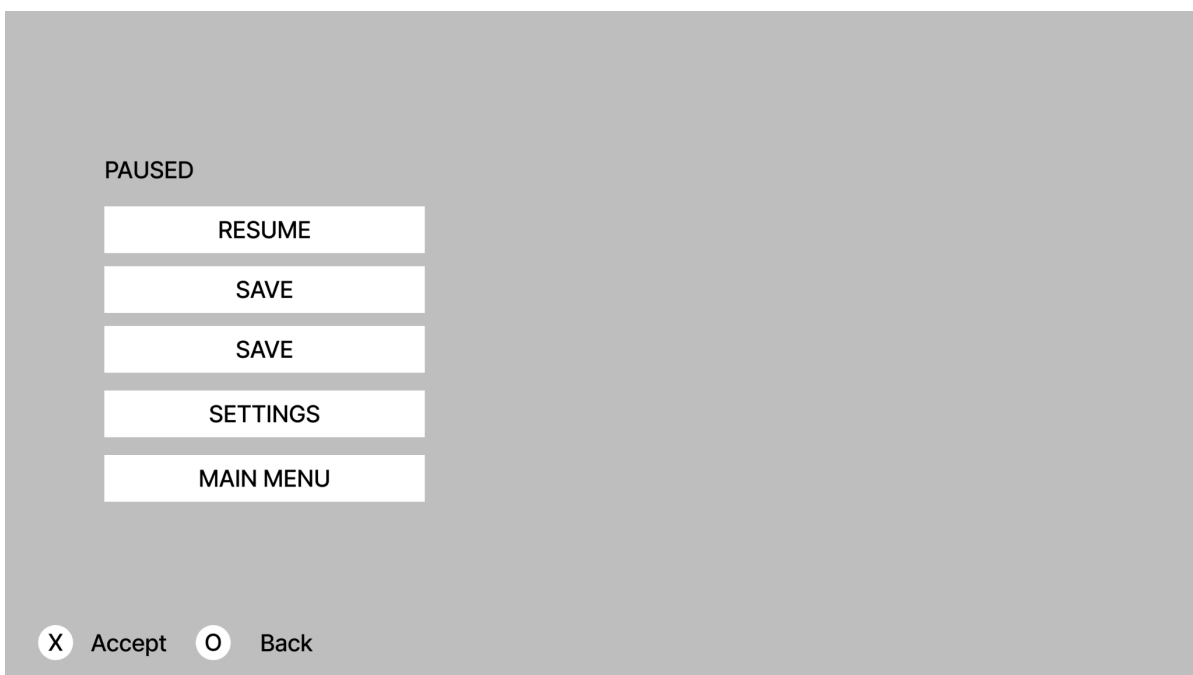 PAUSED
RESUME
SAVE
SAVE
SETTINGS
MAIN MENU
X Accept O Back